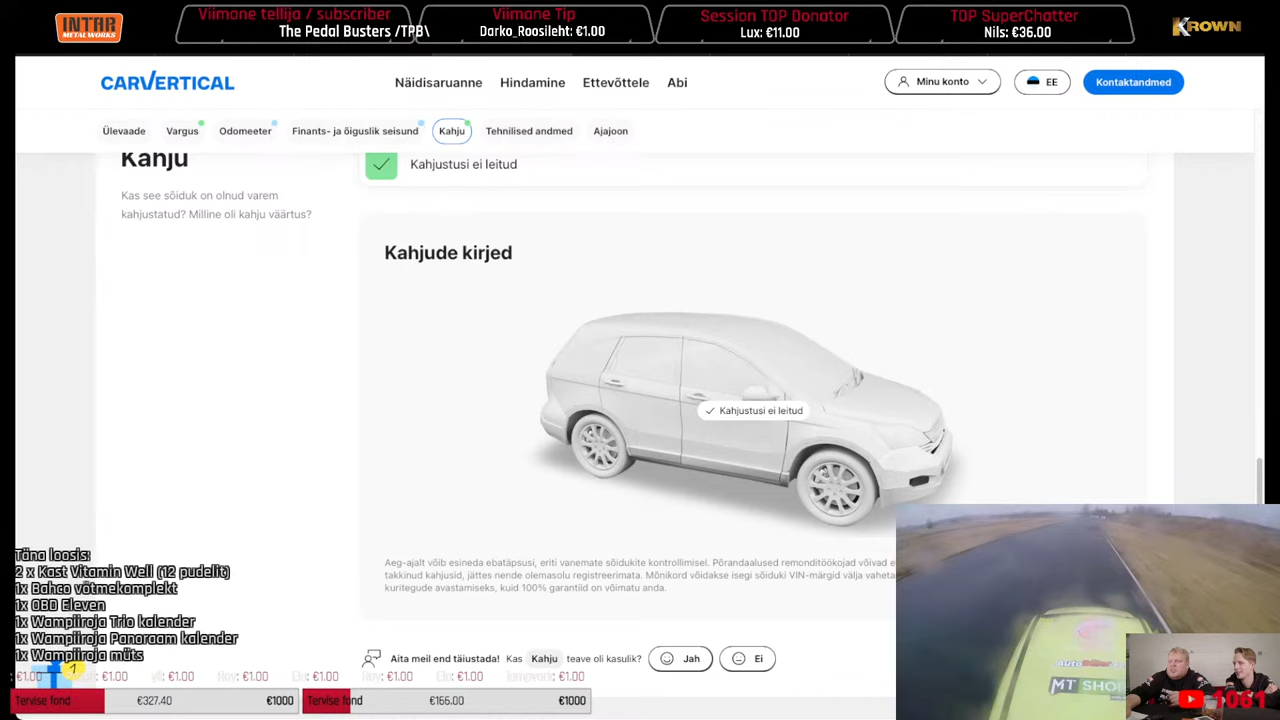 INTAR
METALWORKS
Viimane tellija / subscriber
The Pedal Busters /TPB\
Viimane Tip
Darko_Roosileht: €1.00
Session TOP Donator
Lux: €11.00
TOP SuperChatter
Nils: €36.00
KROWN
CARVERTICAL
Näidisaruanne
Hindamine
Ettevõttele
Abi
Minu konto
EE
Kontaktandmed
Ülevaade
Vargus
Odomeeter
Finants- ja õiguslik seisund
Kahju
Tehnilised andmed
Ajajoon
Kahju
Kas see sõiduk on olnud varem
kahjustatud? Milline oli kahju väärtus?
Kahjustusi ei leitud
Kahjude kirjed
Kahjustusi ei leitud
Aeg-ajalt võib esineda ebatäpsusi, eriti vanemate sõidukite kontrollimisel. Põrandaalused remonditöökojad võivad
takkinud kahjusid, jättes nende olemasolu registreerimata. Mõnikord võidakse isegi sõiduki VIN-märgid välja
kuritegude avastamiseks, kuid 100% garantiid on võimatu anda.
Aita meil end täiustada! Kas Kahju teave oli kasulik?
Jah
Ei
Täna loosis:
2 x Kast Vitamin Well (12 pudelit)
1x Bahco võtmekomplekt
1x OBD Eleven
1x Wampiiroja Trio kalender
1x Wampiiroja Panoraam kalender
1x Wampiiroja müts
1
Tervise fond
€327.40
€1000
Tervise fond
€166.00
€1000
MT SHOP
1061